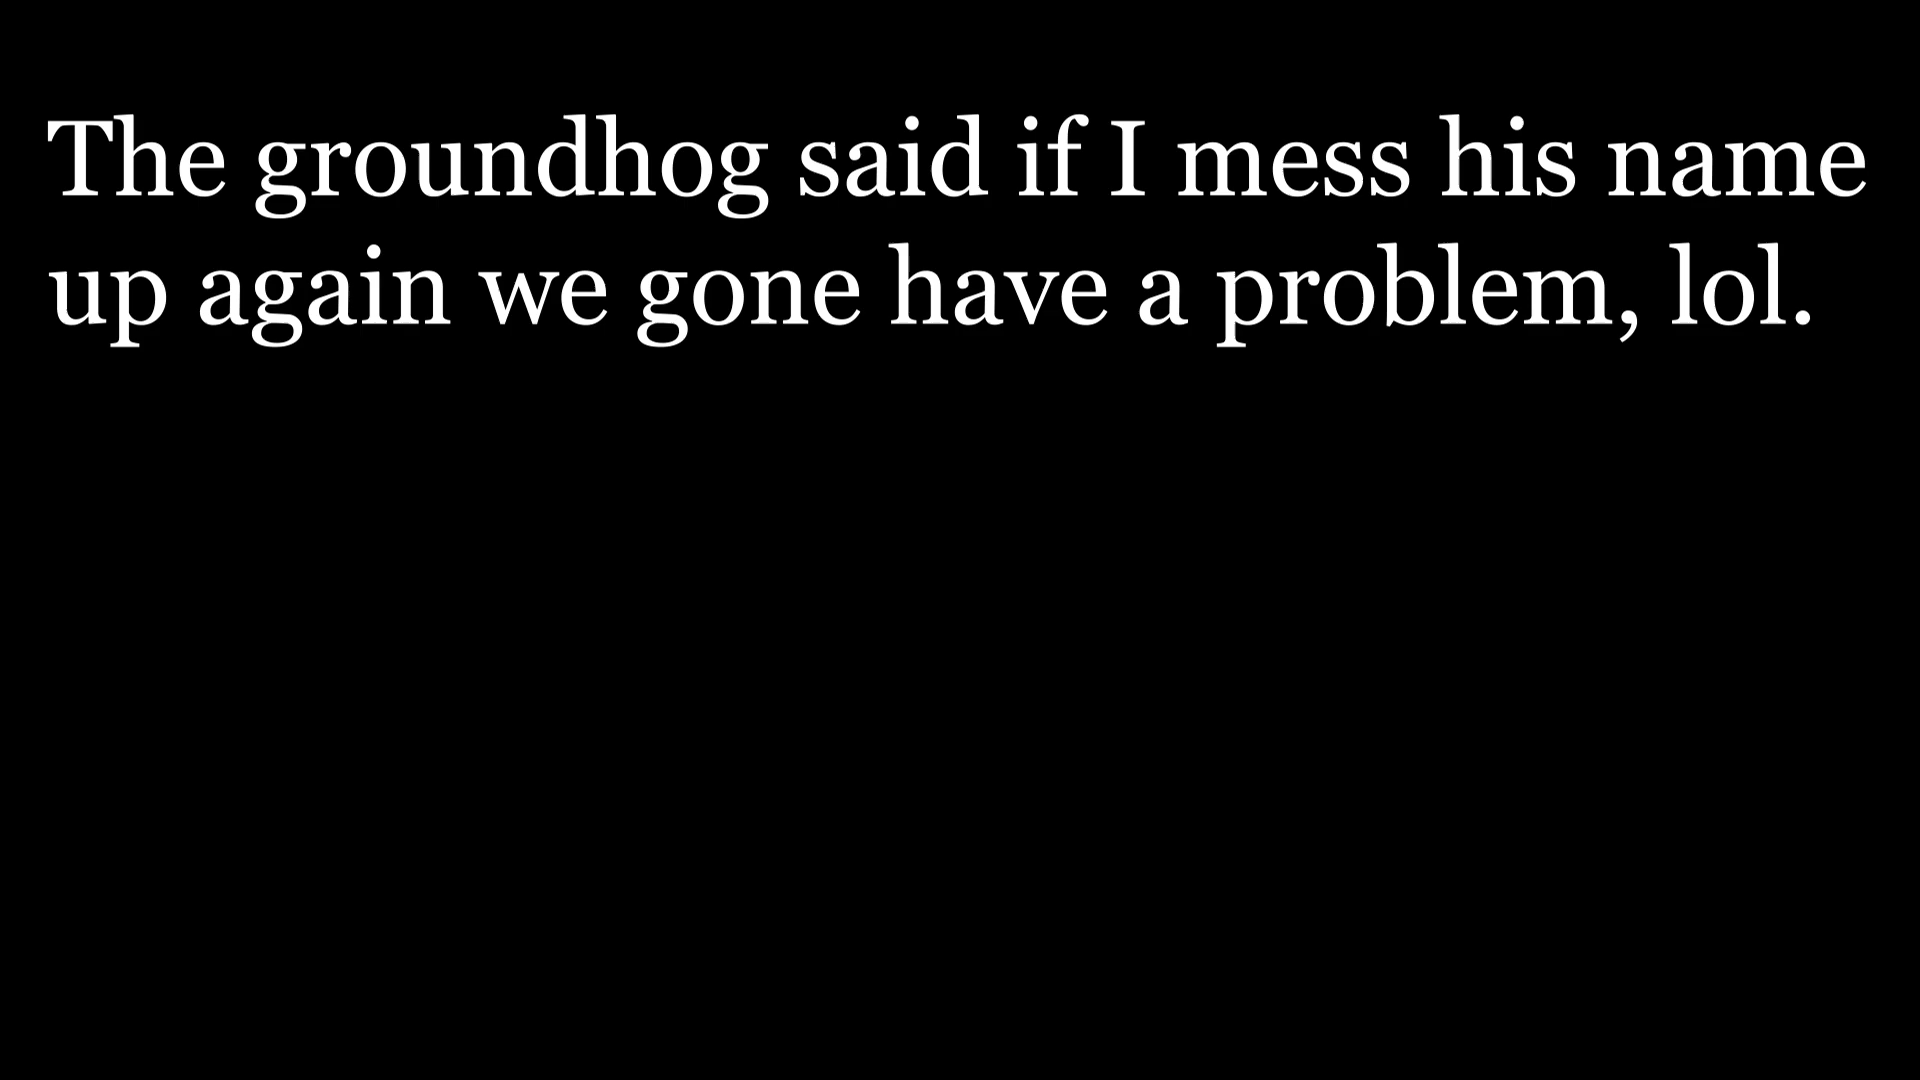 The groundhog said if I mess his name
up again we gone have a problem, lol.